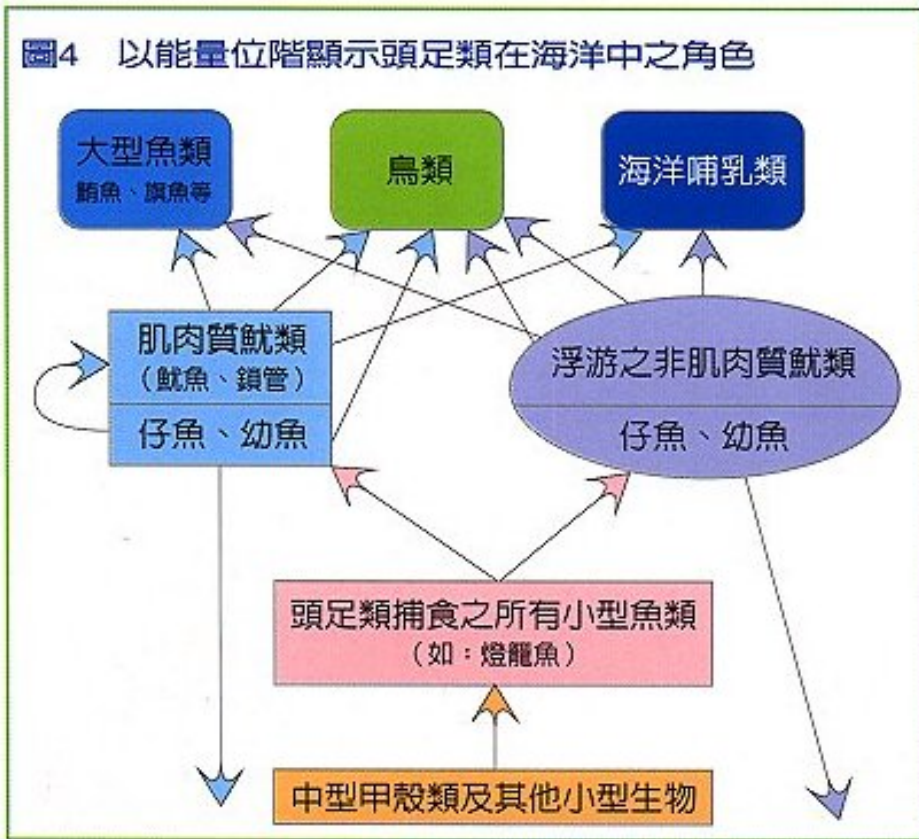 圖4 以能量位階顯示頭足類在海洋中之角色
大型魚類
鮪魚、旗魚等
鳥類
海洋哺乳類
肌肉質魷類
（魷魚、鎖管）
仔魚、幼魚
浮游之非肌肉質魷類
仔魚、幼魚
頭足類捕食之所有小型魚類
（如：燈籠魚）
中型甲殼類及其他小型生物